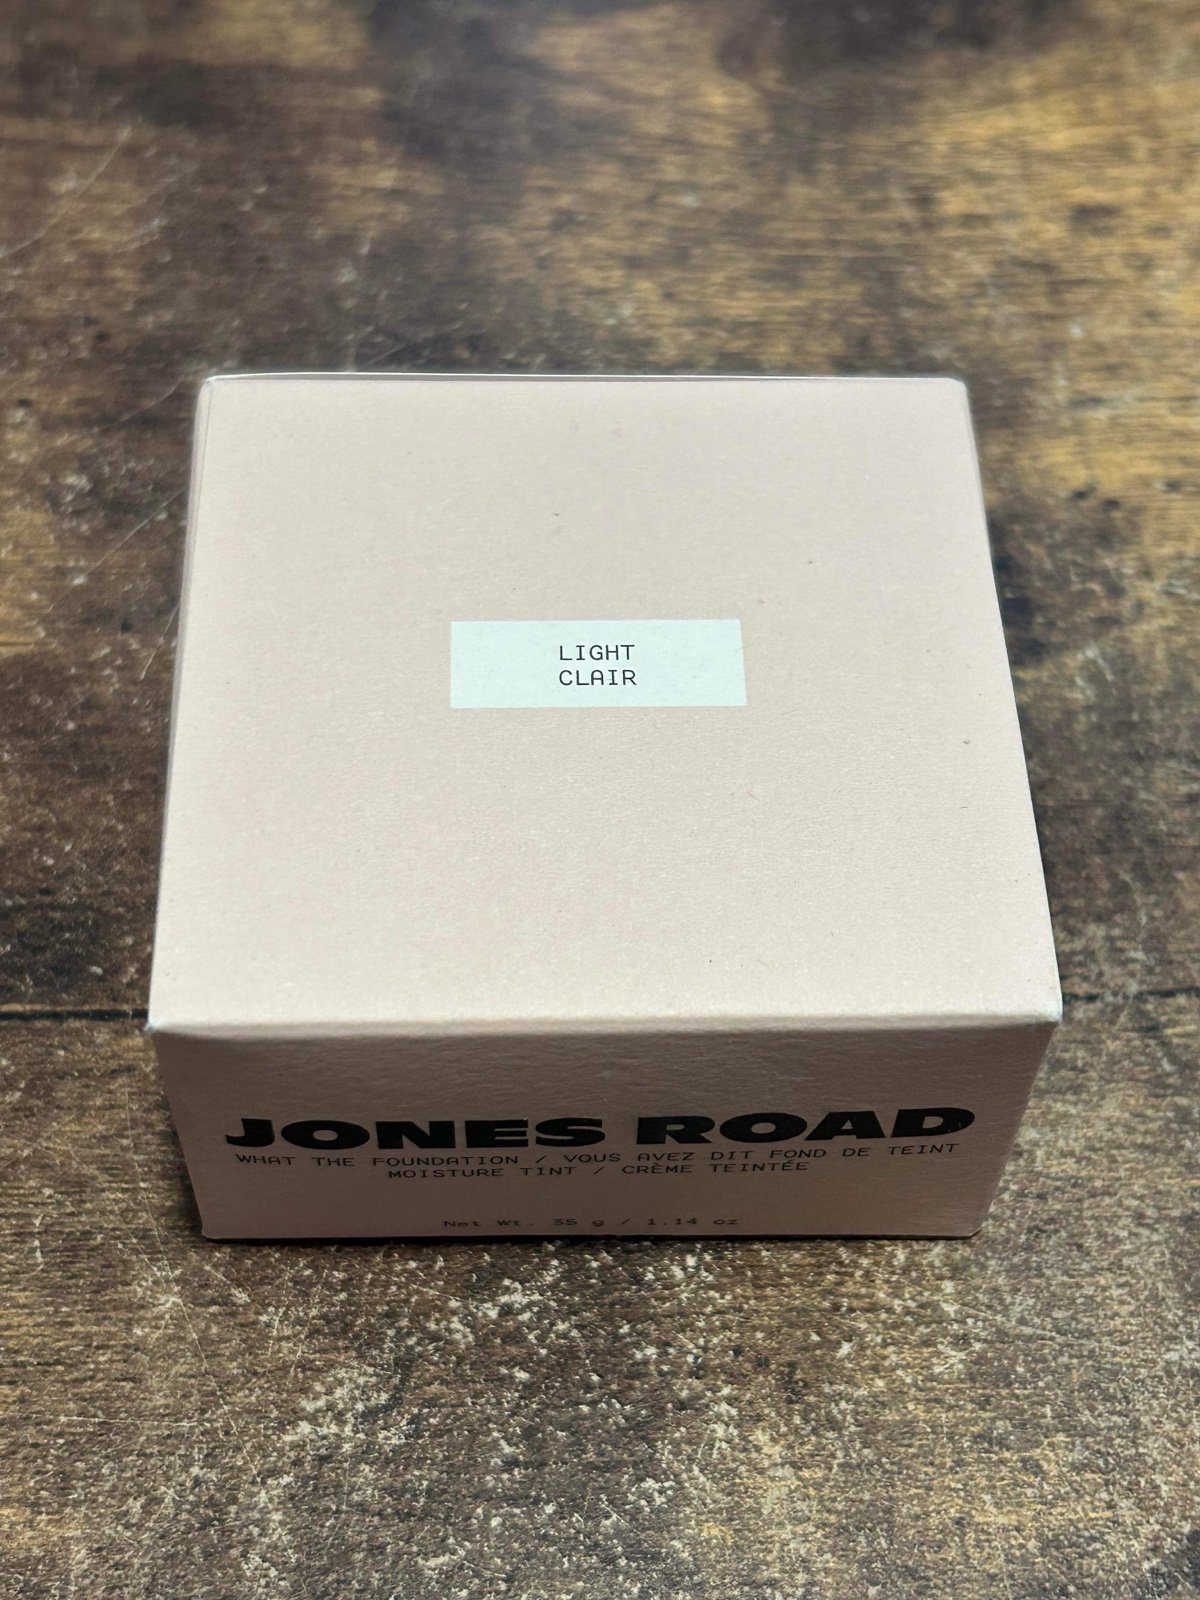 LIGHT
CLAIR
JONES ROAD
WHAT THE FOUNDATION / VOUS AVEZ DIT FOND DE TEINT
MOISTURE TINT / CRÈME TEINTÉE
Net Wt. 35 g / 1.14 oz